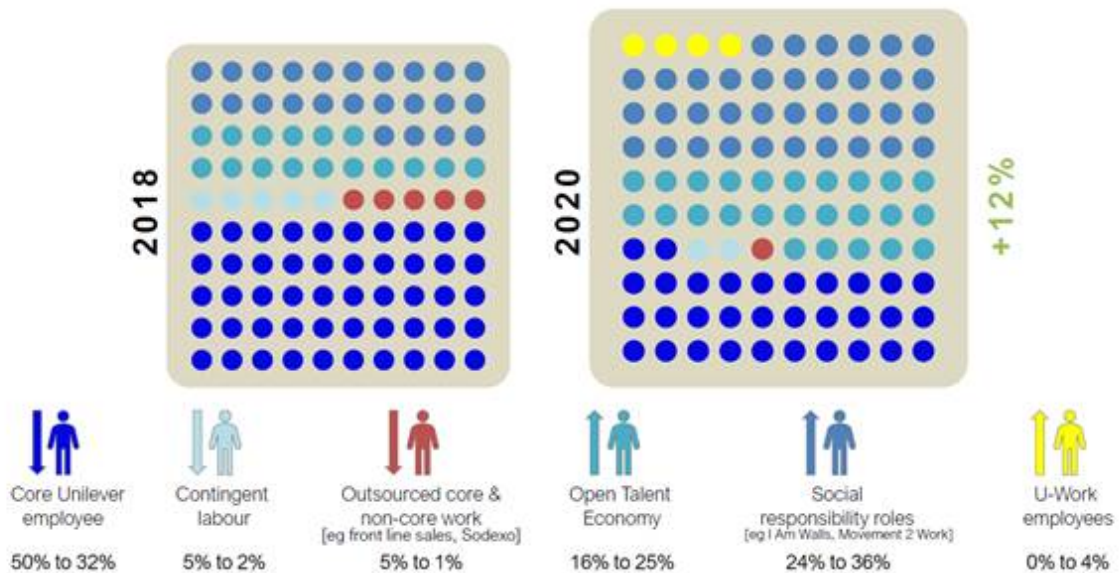 2018
2020
+12%
Core Unilever
employee
50% to 32%
Contingent
labour
5% to 2%
Outsourced core &
non-core work
[eg front line sales, Sodexo]
5% to 1%
Open Talent
Economy
16% to 25%
Social
responsibility roles
[eg I Am Walls, Movement 2 Work]
24% to 36%
U-Work
employees
0% to 4%